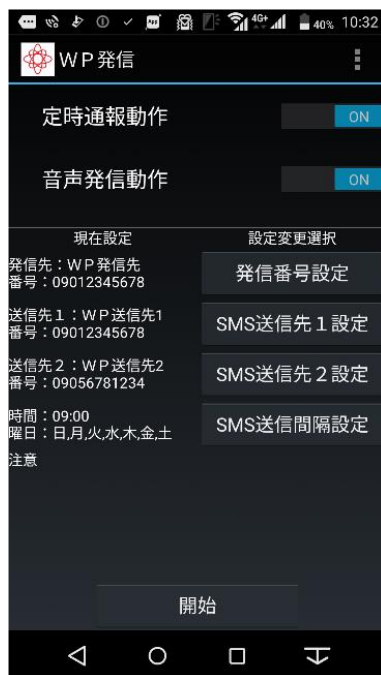 4G+ 40% 10:32
WP発信
定時通報動作 ON
音声発信動作 ON
現在設定 設定変更選択
発信先：WP発信先
番号：09012345678
発信番号設定
送信先１：WP送信先1
番号：09012345678
SMS送信先１設定
送信先２：WP送信先2
番号：09056781234
SMS送信先２設定
時間：09:00
曜日：日,月,火,水,木,金,土
SMS送信間隔設定
注意
開始